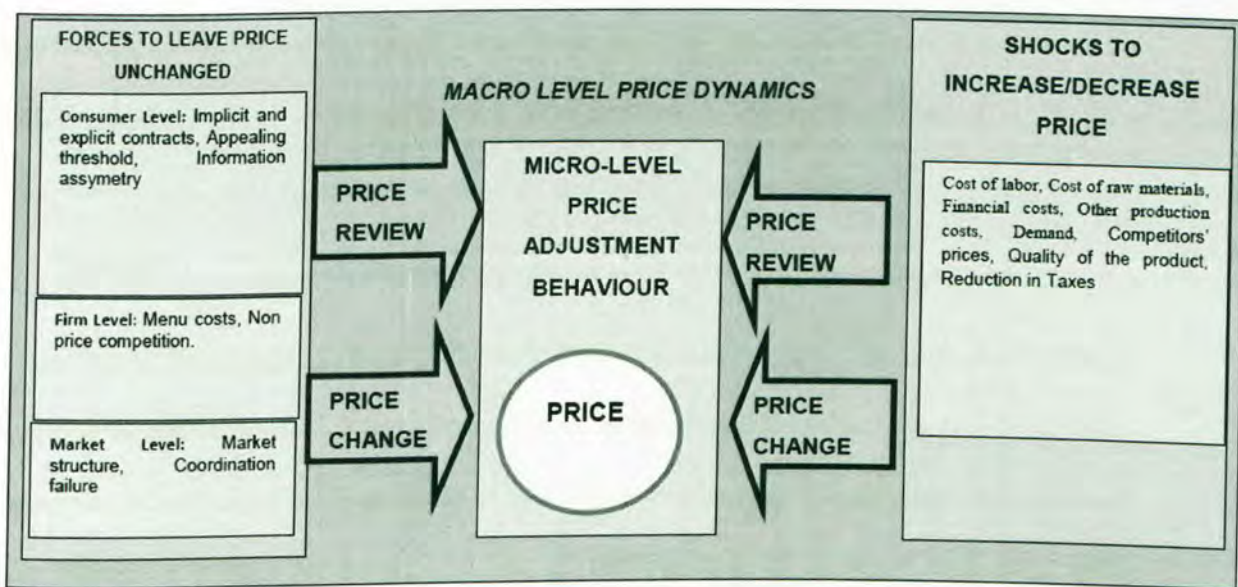 FORCES TO LEAVE PRICE
UNCHANGED
Consumer Level: Implicit and
explicit contracts, Appealing
threshold, Information
assymetry
Firm Level: Menu costs, Non
price competition.
Market Level: Market
structure, Coordination
failure
MACRO LEVEL PRICE DYNAMICS
PRICE
REVIEW
PRICE
CHANGE
MICRO-LEVEL
PRICE
ADJUSTMENT
BEHAVIOUR
PRICE
PRICE
REVIEW
PRICE
CHANGE
SHOCKS TO
INCREASE/DECREASE
PRICE
Cost of labor, Cost of raw materials,
Financial costs, Other production
costs, Demand, Competitors'
prices, Quality of the product,
Reduction in Taxes